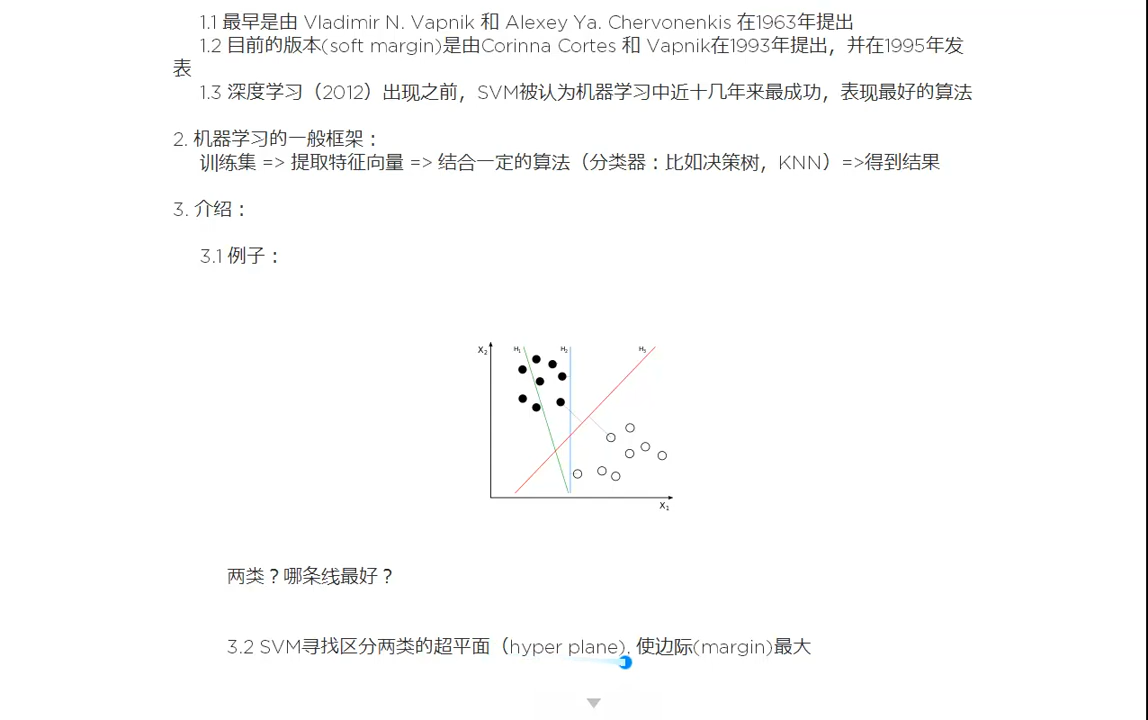 1.1 最早是由 Vladimir N. Vapnik 和 Alexey Ya. Chervonenkis 在1963年提出
1.2 目前的版本(soft margin)是由Corinna Cortes 和 Vapnik在1993年提出，并在1995年发
表
1.3 深度学习（2012）出现之前，SVM被认为机器学习中近十几年来最成功，表现最好的算法
2. 机器学习的一般框架：
训练集 => 提取特征向量 => 结合一定的算法（分类器：比如决策树，KNN）=>得到结果
3. 介绍：
3.1 例子：
X₂ H₁ H₂ H₃
X₁
两类？哪条线最好？
3.2 SVM寻找区分两类的超平面（hyper plane), 使边际(margin)最大